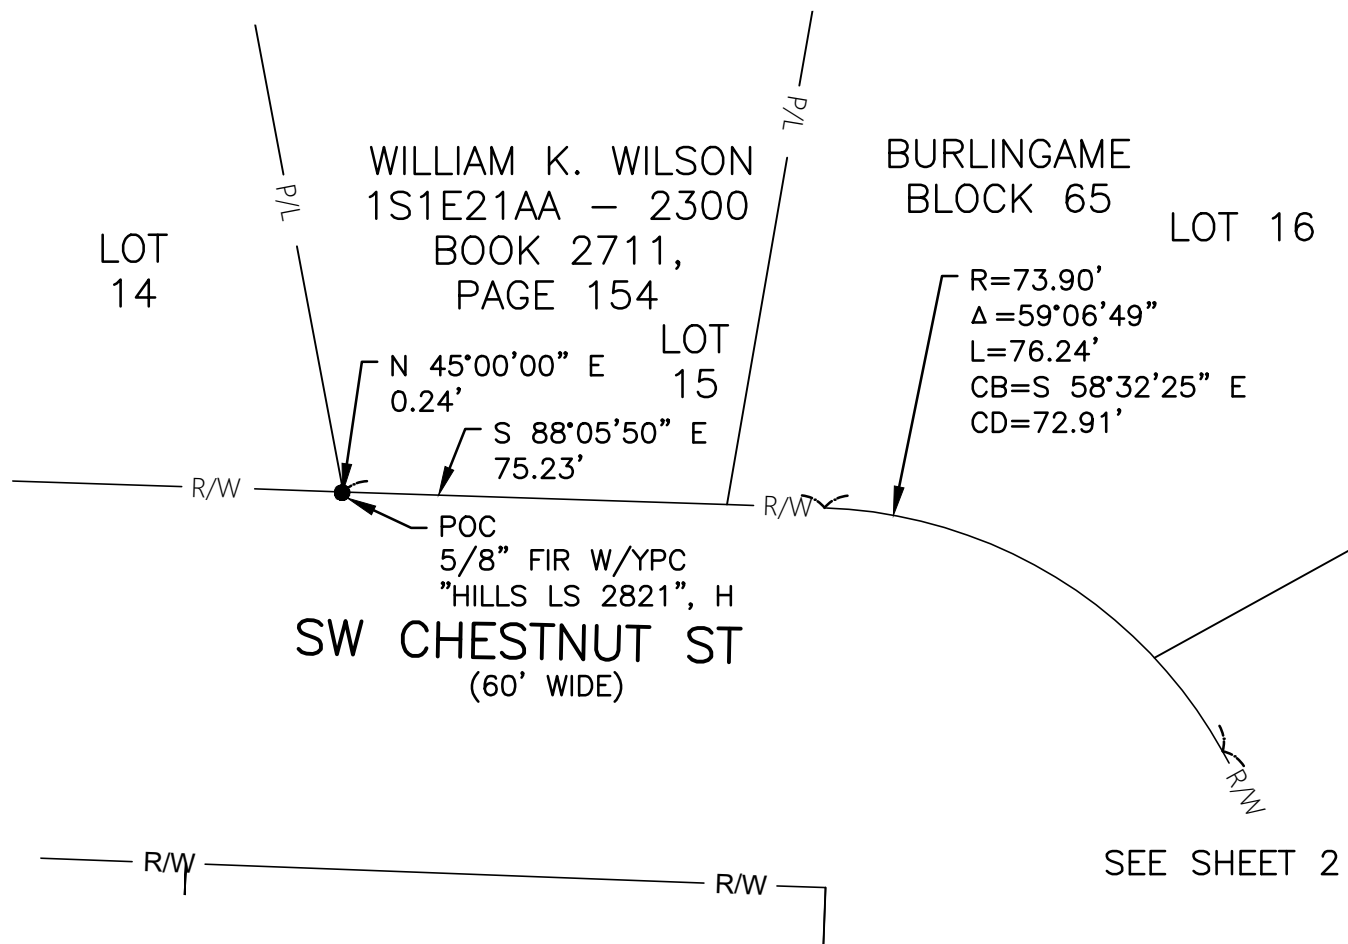 P/L
P/L
WILLIAM K. WILSON
1S1E21AA - 2300
BOOK 2711,
PAGE 154
BURLINGAME
BLOCK 65
LOT 16
LOT
14
LOT
15
R=73.90'
Δ=59°06'49"
L=76.24'
CB=S 58°32'25" E
CD=72.91'
N 45°00'00" E
0.24'
S 88°05'50" E
75.23'
R/W
R/W
POC
5/8" FIR W/YPC
"HILLS LS 2821", H
SW CHESTNUT ST
(60' WIDE)
R/W
SEE SHEET 2
R/W
R/W